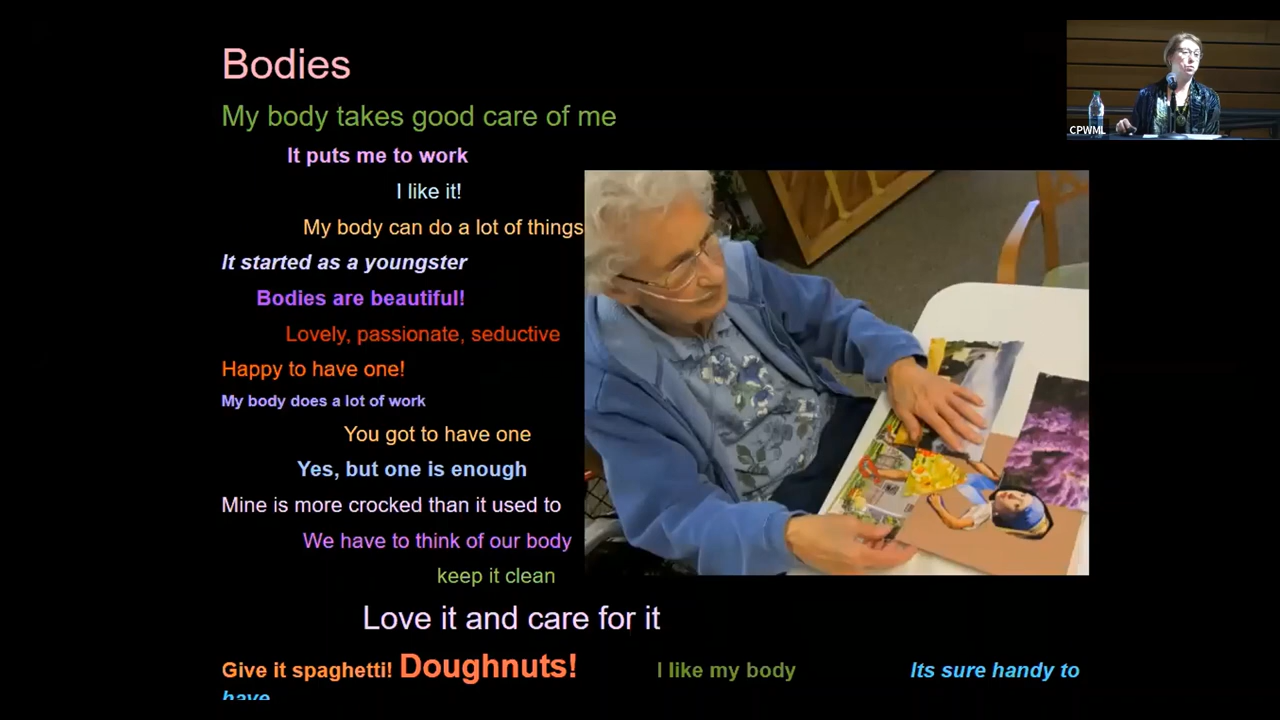 Bodies
CPWML
My body takes good care of me
It puts me to work
I like it!
My body can do a lot of things
It started as a youngster
Bodies are beautiful!
Lovely, passionate, seductive
Happy to have one!
My body does a lot of work
You got to have one
Yes, but one is enough
Mine is more crocked than it used to
We have to think of our body
keep it clean
Love it and care for it
Give it spaghetti! Doughnuts! I like my body Its sure handy to
have